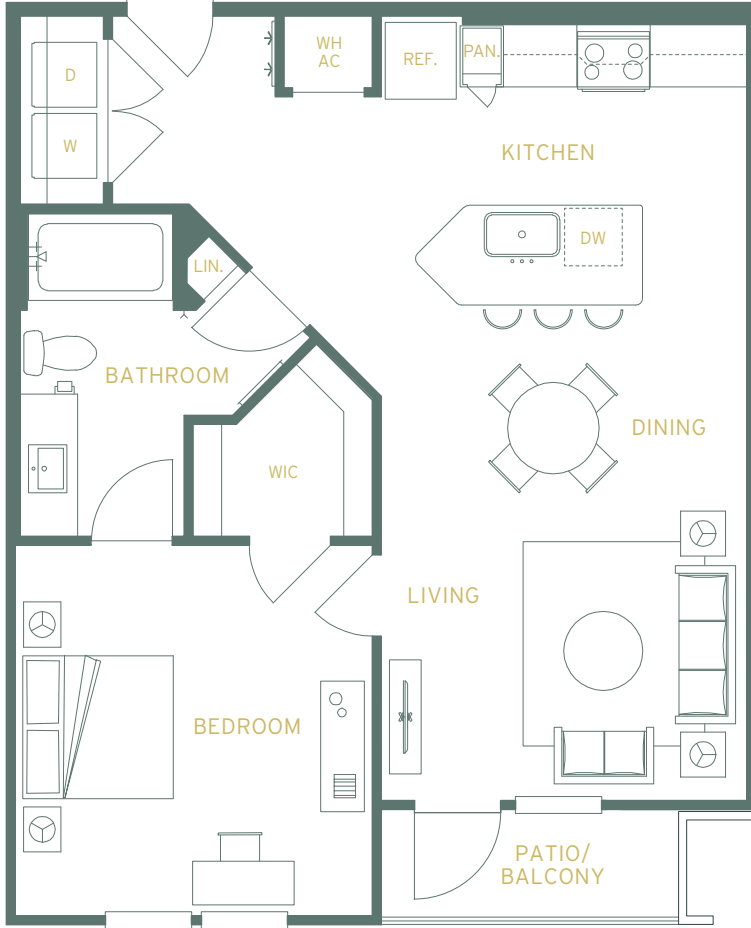 WH
AC
D
REF.
PAN.
W
KITCHEN
DW
LIN.
BATHROOM
DINING
WIC
LIVING
BEDROOM
PATIO/
BALCONY